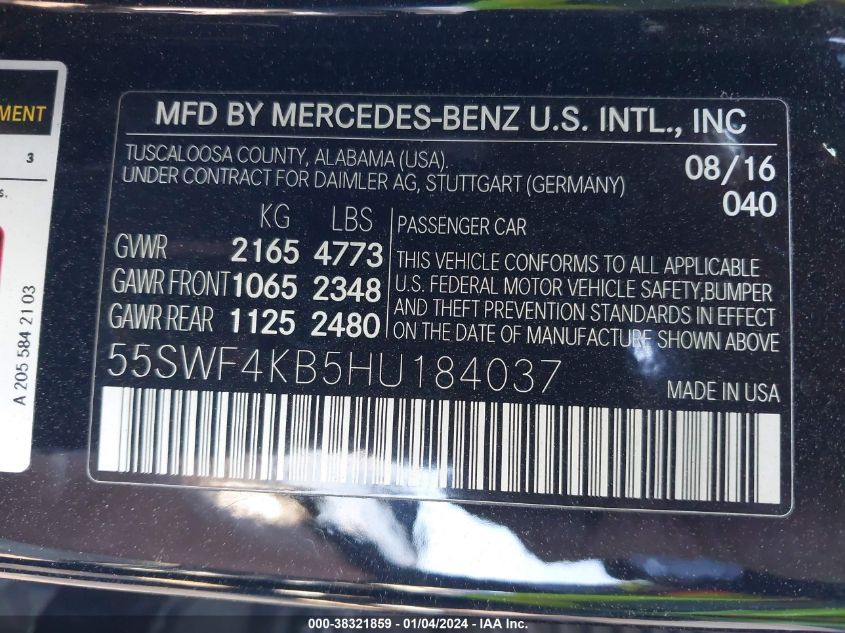 MENT
3
s.
A 205 584 21 03
MFD BY MERCEDES-BENZ U.S. INTL., INC
TUSCALOOSA COUNTY, ALABAMA (USA),
UNDER CONTRACT FOR DAIMLER AG, STUTTGART (GERMANY)
08/16
040
KG LBS
GVWR 2165 4773
GAWR FRONT 1065 2348
GAWR REAR 1125 2480
PASSENGER CAR
THIS VEHICLE CONFORMS TO ALL APPLICABLE
U.S. FEDERAL MOTOR VEHICLE SAFETY,BUMPER
AND THEFT PREVENTION STANDARDS IN EFFECT
ON THE DATE OF MANUFACTURE SHOWN ABOVE
55SWF4KB5HU184037
MADE IN USA
000-38321859 - 01/04/2024 - IAA Inc.